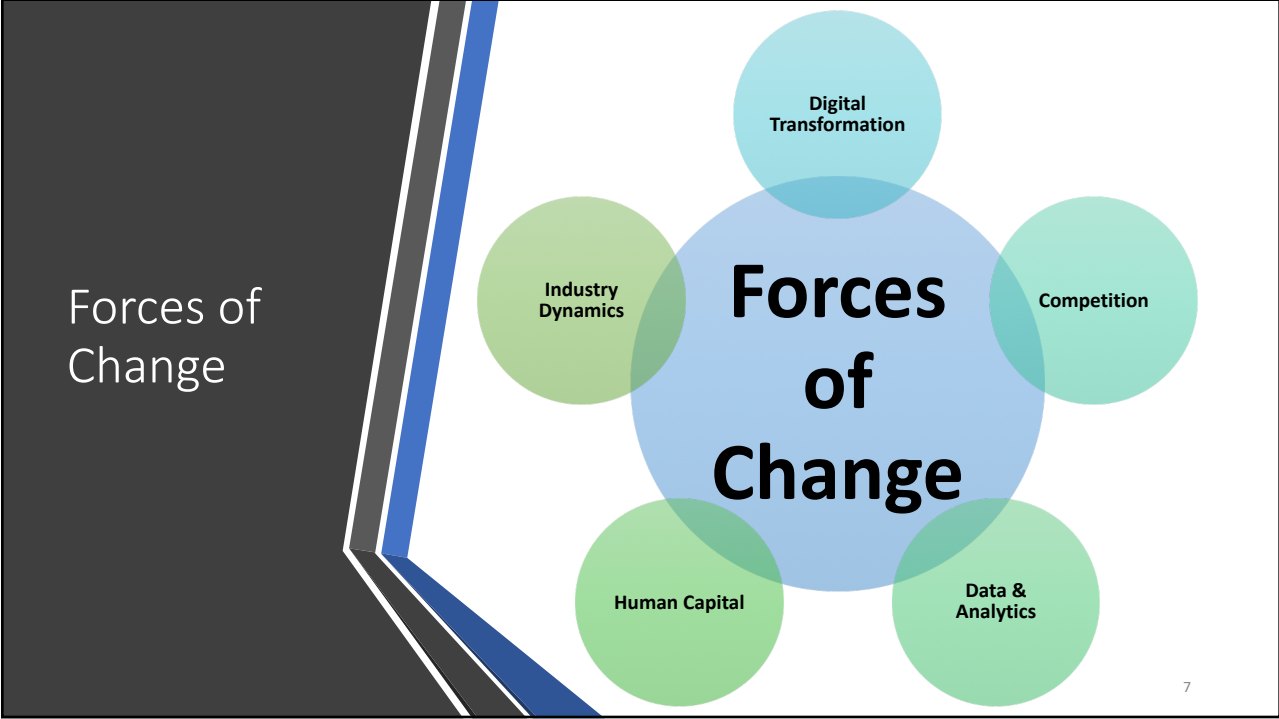 Forces of
Change
Digital
Transformation
Industry
Dynamics
Forces
of
Change
Competition
Human Capital
Data &
Analytics
7